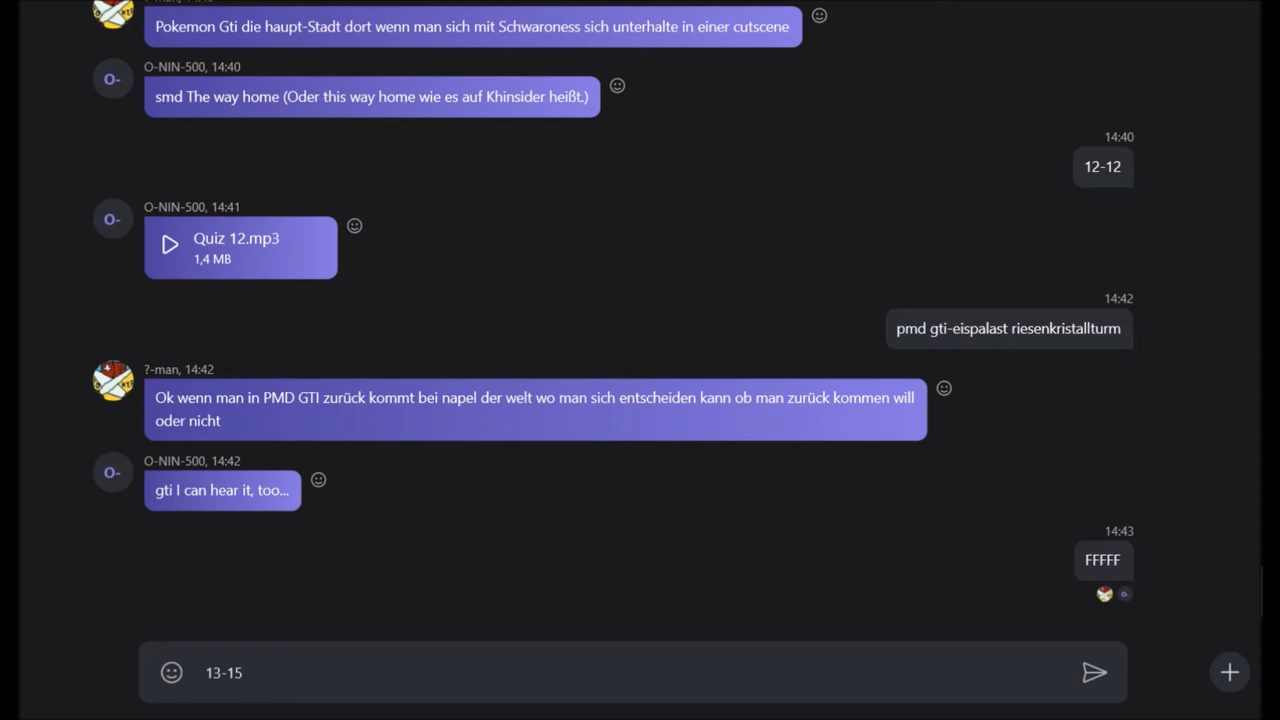 Pokemon Gti die haupt-Stadt dort wenn man sich mit Schwaroness sich unterhalte in einer cutscene
O-NIN-500, 14:40
O-
smd The way home (Oder this way home wie es auf Khinsider heißt.)
14:40
12-12
O-NIN-500, 14:41
O-
Quiz 12.mp3
1,4 MB
14:42
pmd gti-eispalast riesenkristallturm
?-man, 14:42
Ok wenn man in PMD GTI zurück kommt bei napel der welt wo man sich entscheiden kann ob man zurück kommen will
oder nicht
O-NIN-500, 14:42
O-
gti I can hear it, too...
14:43
FFFFF
O-
13-15